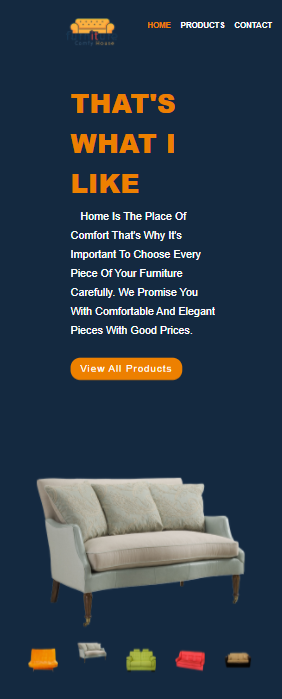 HOME PRODUCTS CONTACT
THAT'S
WHAT I
LIKE
Home Is The Place Of
Comfort That's Why It's
Important To Choose Every
Piece Of Your Furniture
Carefully. We Promise You
With Comfortable And Elegant
Pieces With Good Prices.
View All Products